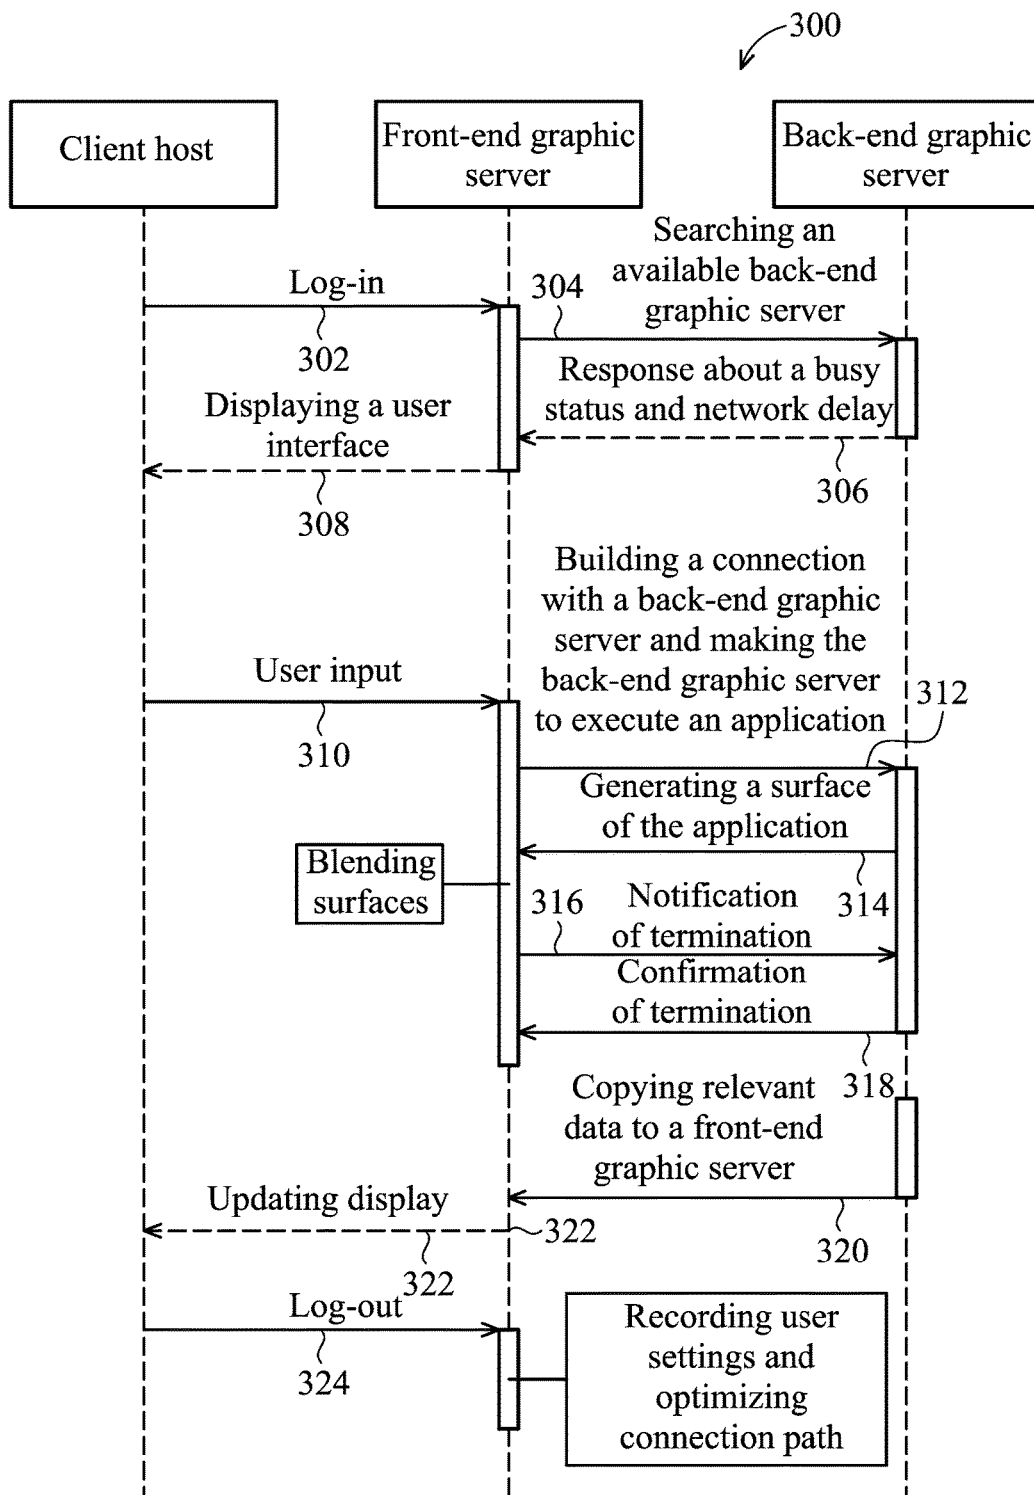 300
Client host
Front-end graphic
server
Back-end graphic
server
Searching an
available back-end
graphic server
Log-in
304
302
Response about a busy
status and network delay
Displaying a user
interface
306
308
Building a connection
with a back-end graphic
server and making the
back-end graphic server
to execute an application
User input
312
310
Generating a surface
of the application
Blending
surfaces
314
316
Notification
of termination
Confirmation
of termination
318
Copying relevant
data to a front-end
graphic server
Updating display
322
320
322
Log-out
324
Recording user
settings and
optimizing
connection path